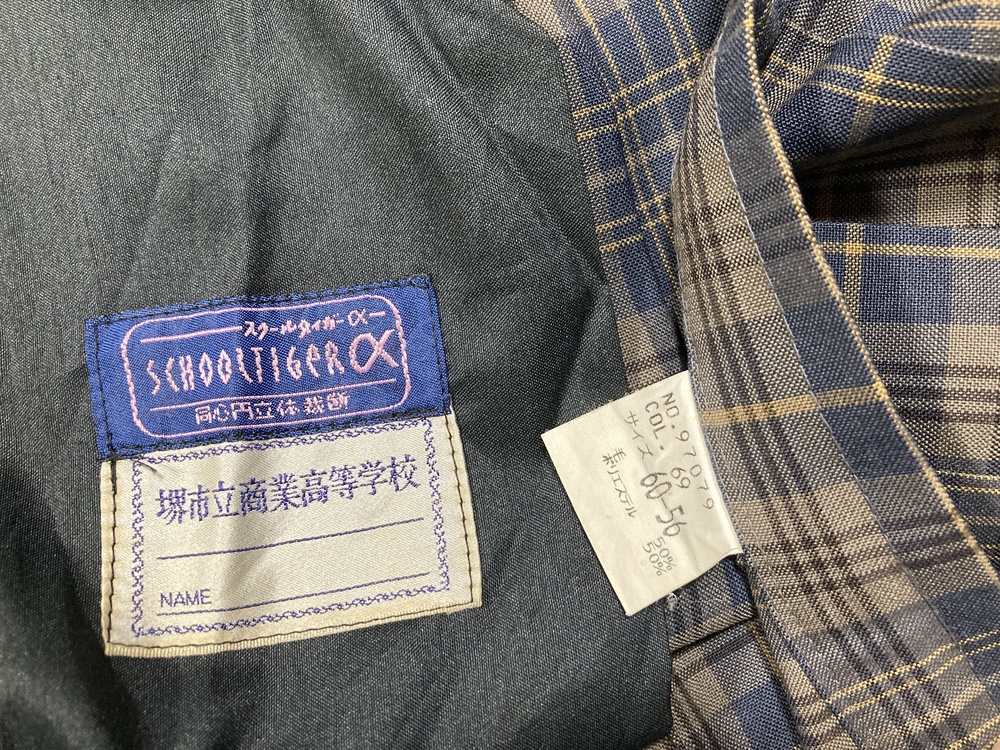 スクールタイガーα
SCHOOLTIGER α
同心円立体裁断
堺市立商業高等学校
NAME
NO.97079
COL: 69
サイズ 60-56
毛 50%
ポリエステル 50%